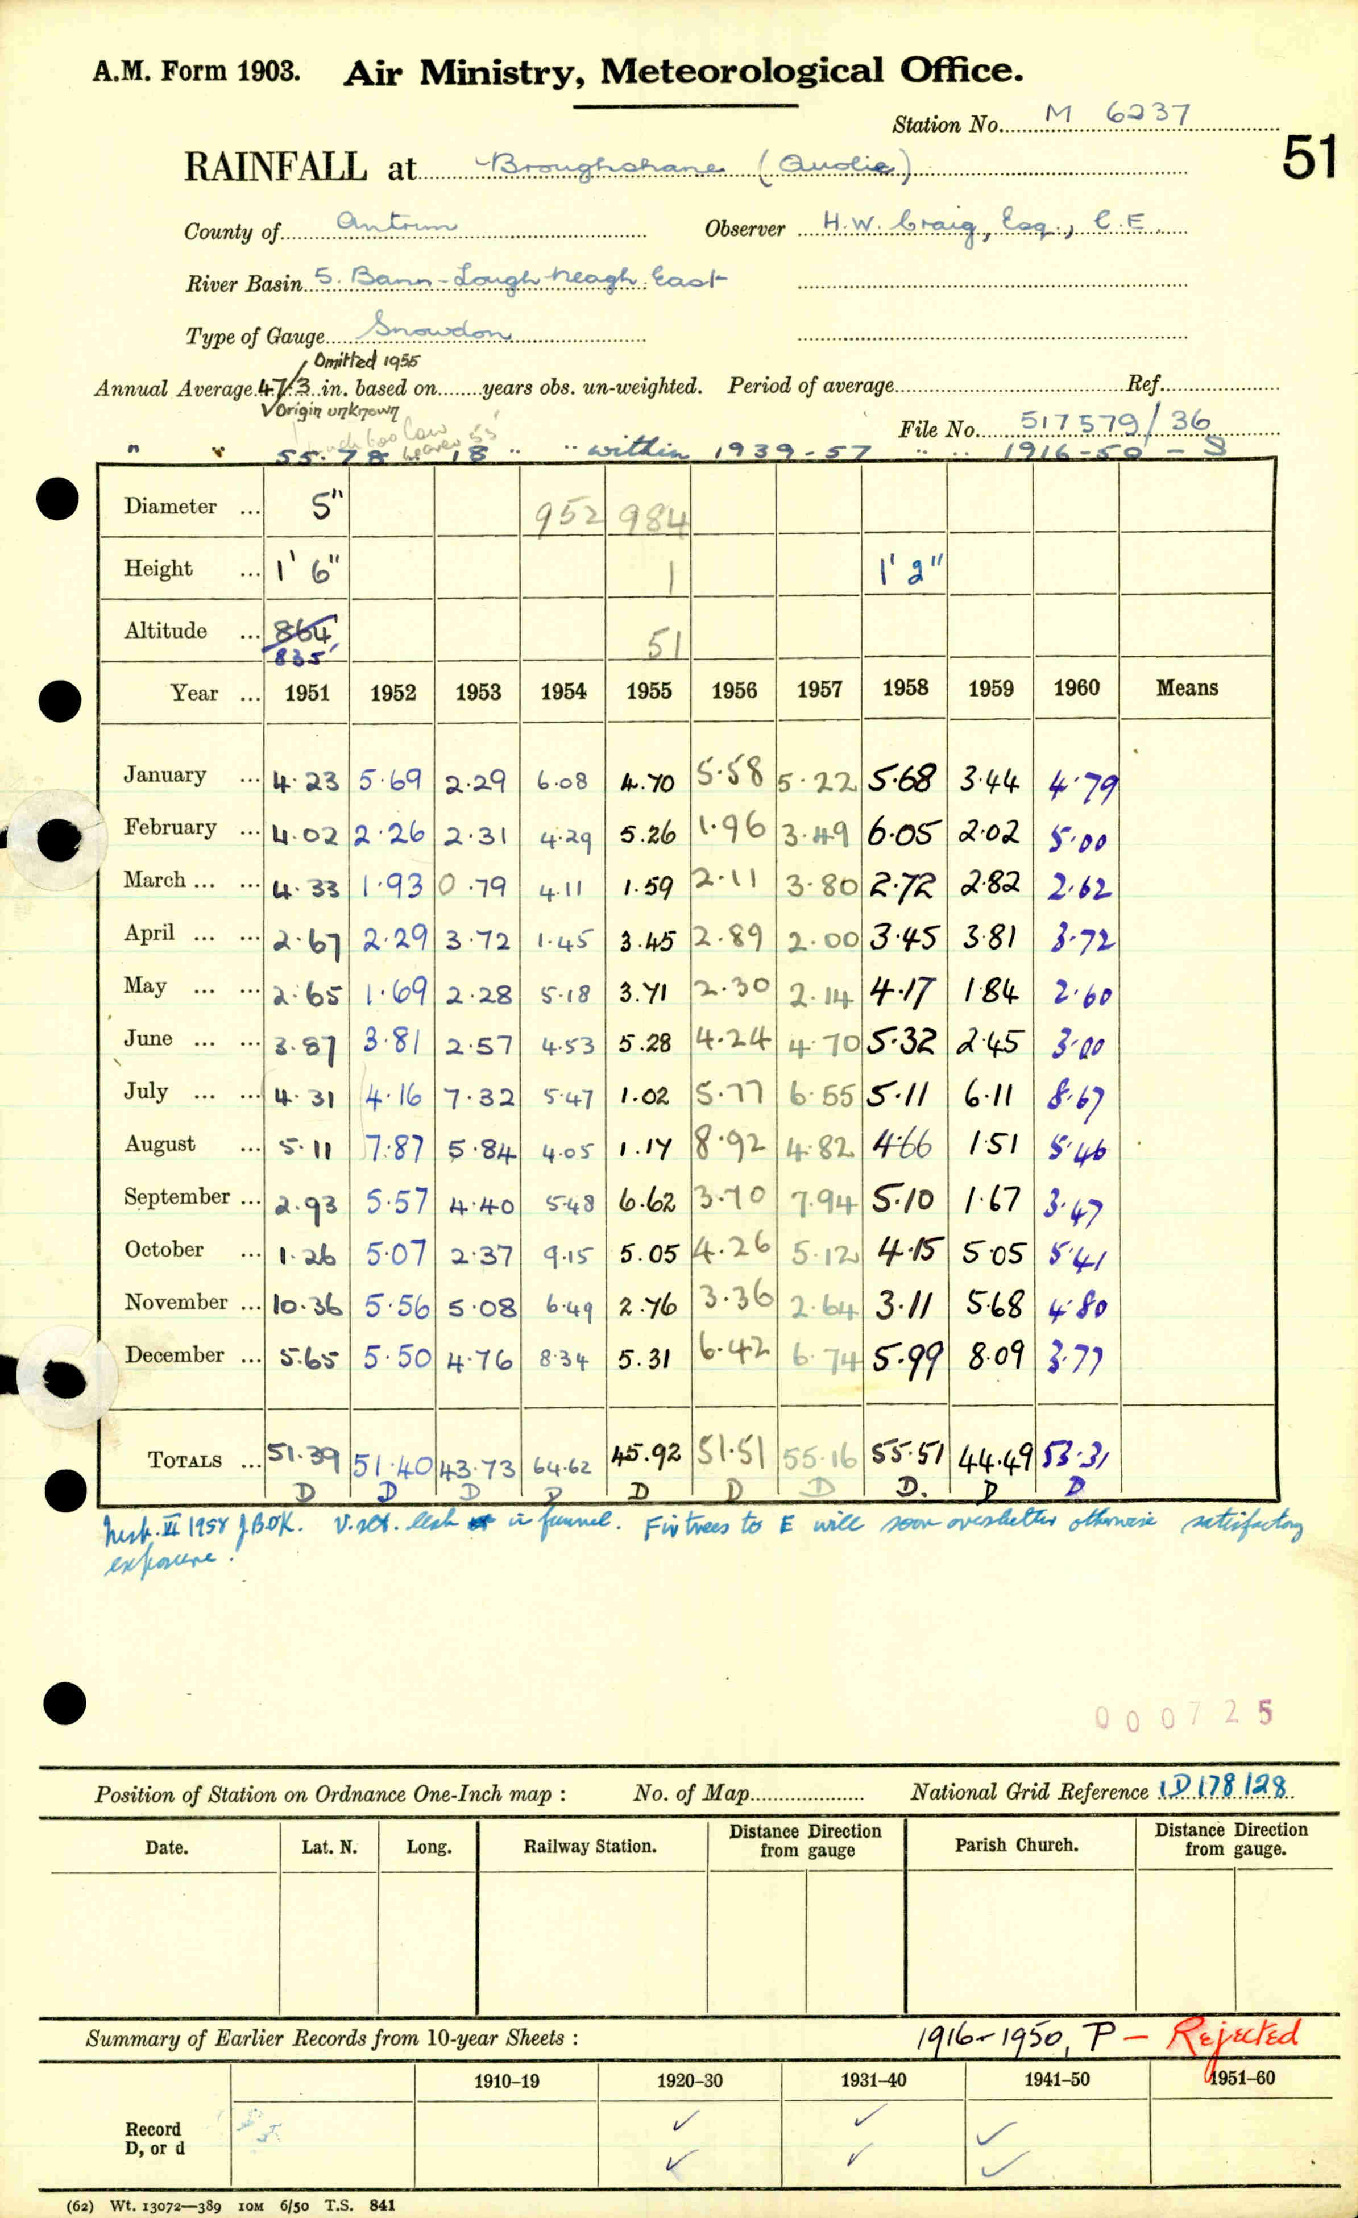 A.M. Form 1903. Air Ministry, Meteorological Office.
Station No. M 6237
51
RAINFALL at Broughshane (Quolie)
County of Antrim Observer H.W. Craig, Esq., C.E.
River Basin 5. Bann-Lough Neagh East
Type of Gauge Snowdon
Omitted 1955
Annual Average 47.3 in. based on years obs. un-weighted. Period of average Ref.
Origin unknown
File No. 517579/36
" " 55.78 18 " " within 1939-57 " " 1916-50 - S
Diameter ... 5" 952 984
Height ... 1' 6" 1 1' 2"
Altitude ... 864' 51
835'
Year ... 1951 1952 1953 1954 1955 1956 1957 1958 1959 1960 Means
January ... 4.23 5.69 2.29 6.08 4.70 5.58 5.22 5.68 3.44 4.79
February ... 4.02 2.26 2.31 4.29 5.26 1.96 3.49 6.05 2.02 5.00
March ... ... 4.33 1.93 0.79 4.11 1.59 2.11 3.80 2.72 2.82 2.62
April ... ... 2.67 2.29 3.72 1.45 3.45 2.89 2.00 3.45 3.81 3.72
May ... ... 2.65 1.69 2.28 5.18 3.71 2.30 2.14 4.17 1.84 2.60
June ... ... 3.87 3.81 2.57 4.53 5.28 4.24 4.70 5.32 2.45 3.00
July ... ... 4.31 4.16 7.32 5.47 1.02 5.77 6.55 5.11 6.11 8.67
August ... 5.11 7.87 5.84 4.05 1.17 8.92 4.82 4.66 1.51 5.46
September ... 2.93 5.57 4.40 5.48 6.62 3.70 7.94 5.10 1.67 3.47
October ... 1.26 5.07 2.37 9.15 5.05 4.26 5.12 4.15 5.05 5.41
November ... 10.36 5.56 5.08 6.49 2.76 3.36 2.64 3.11 5.68 4.80
December ... 5.65 5.50 4.76 8.34 5.31 6.42 6.74 5.99 8.09 3.77
TOTALS ... 51.39 51.40 43.73 64.62 45.92 51.51 55.16 55.51 44.49 53.31
D D D D D D D D. D D
Insp. VI 1958 J.B.O'K. V. sl. leak in funnel. Fir trees to E will soon overshelter otherwise satisfactory
exposure.
000725
Position of Station on Ordnance One-Inch map : No. of Map National Grid Reference ID 178128
Date. Lat. N. Long. Railway Station. Distance from gauge Direction Parish Church. Distance from gauge. Direction
Summary of Earlier Records from 10-year Sheets : 1916-1950, P - Rejected
1910–19 1920–30 1931–40 1941–50 1951–60
Record ✓ ✓ ✓
D, or d ✓ ✓ ✓
(62) Wt. 13072—389 10M 6/50 T.S. 841